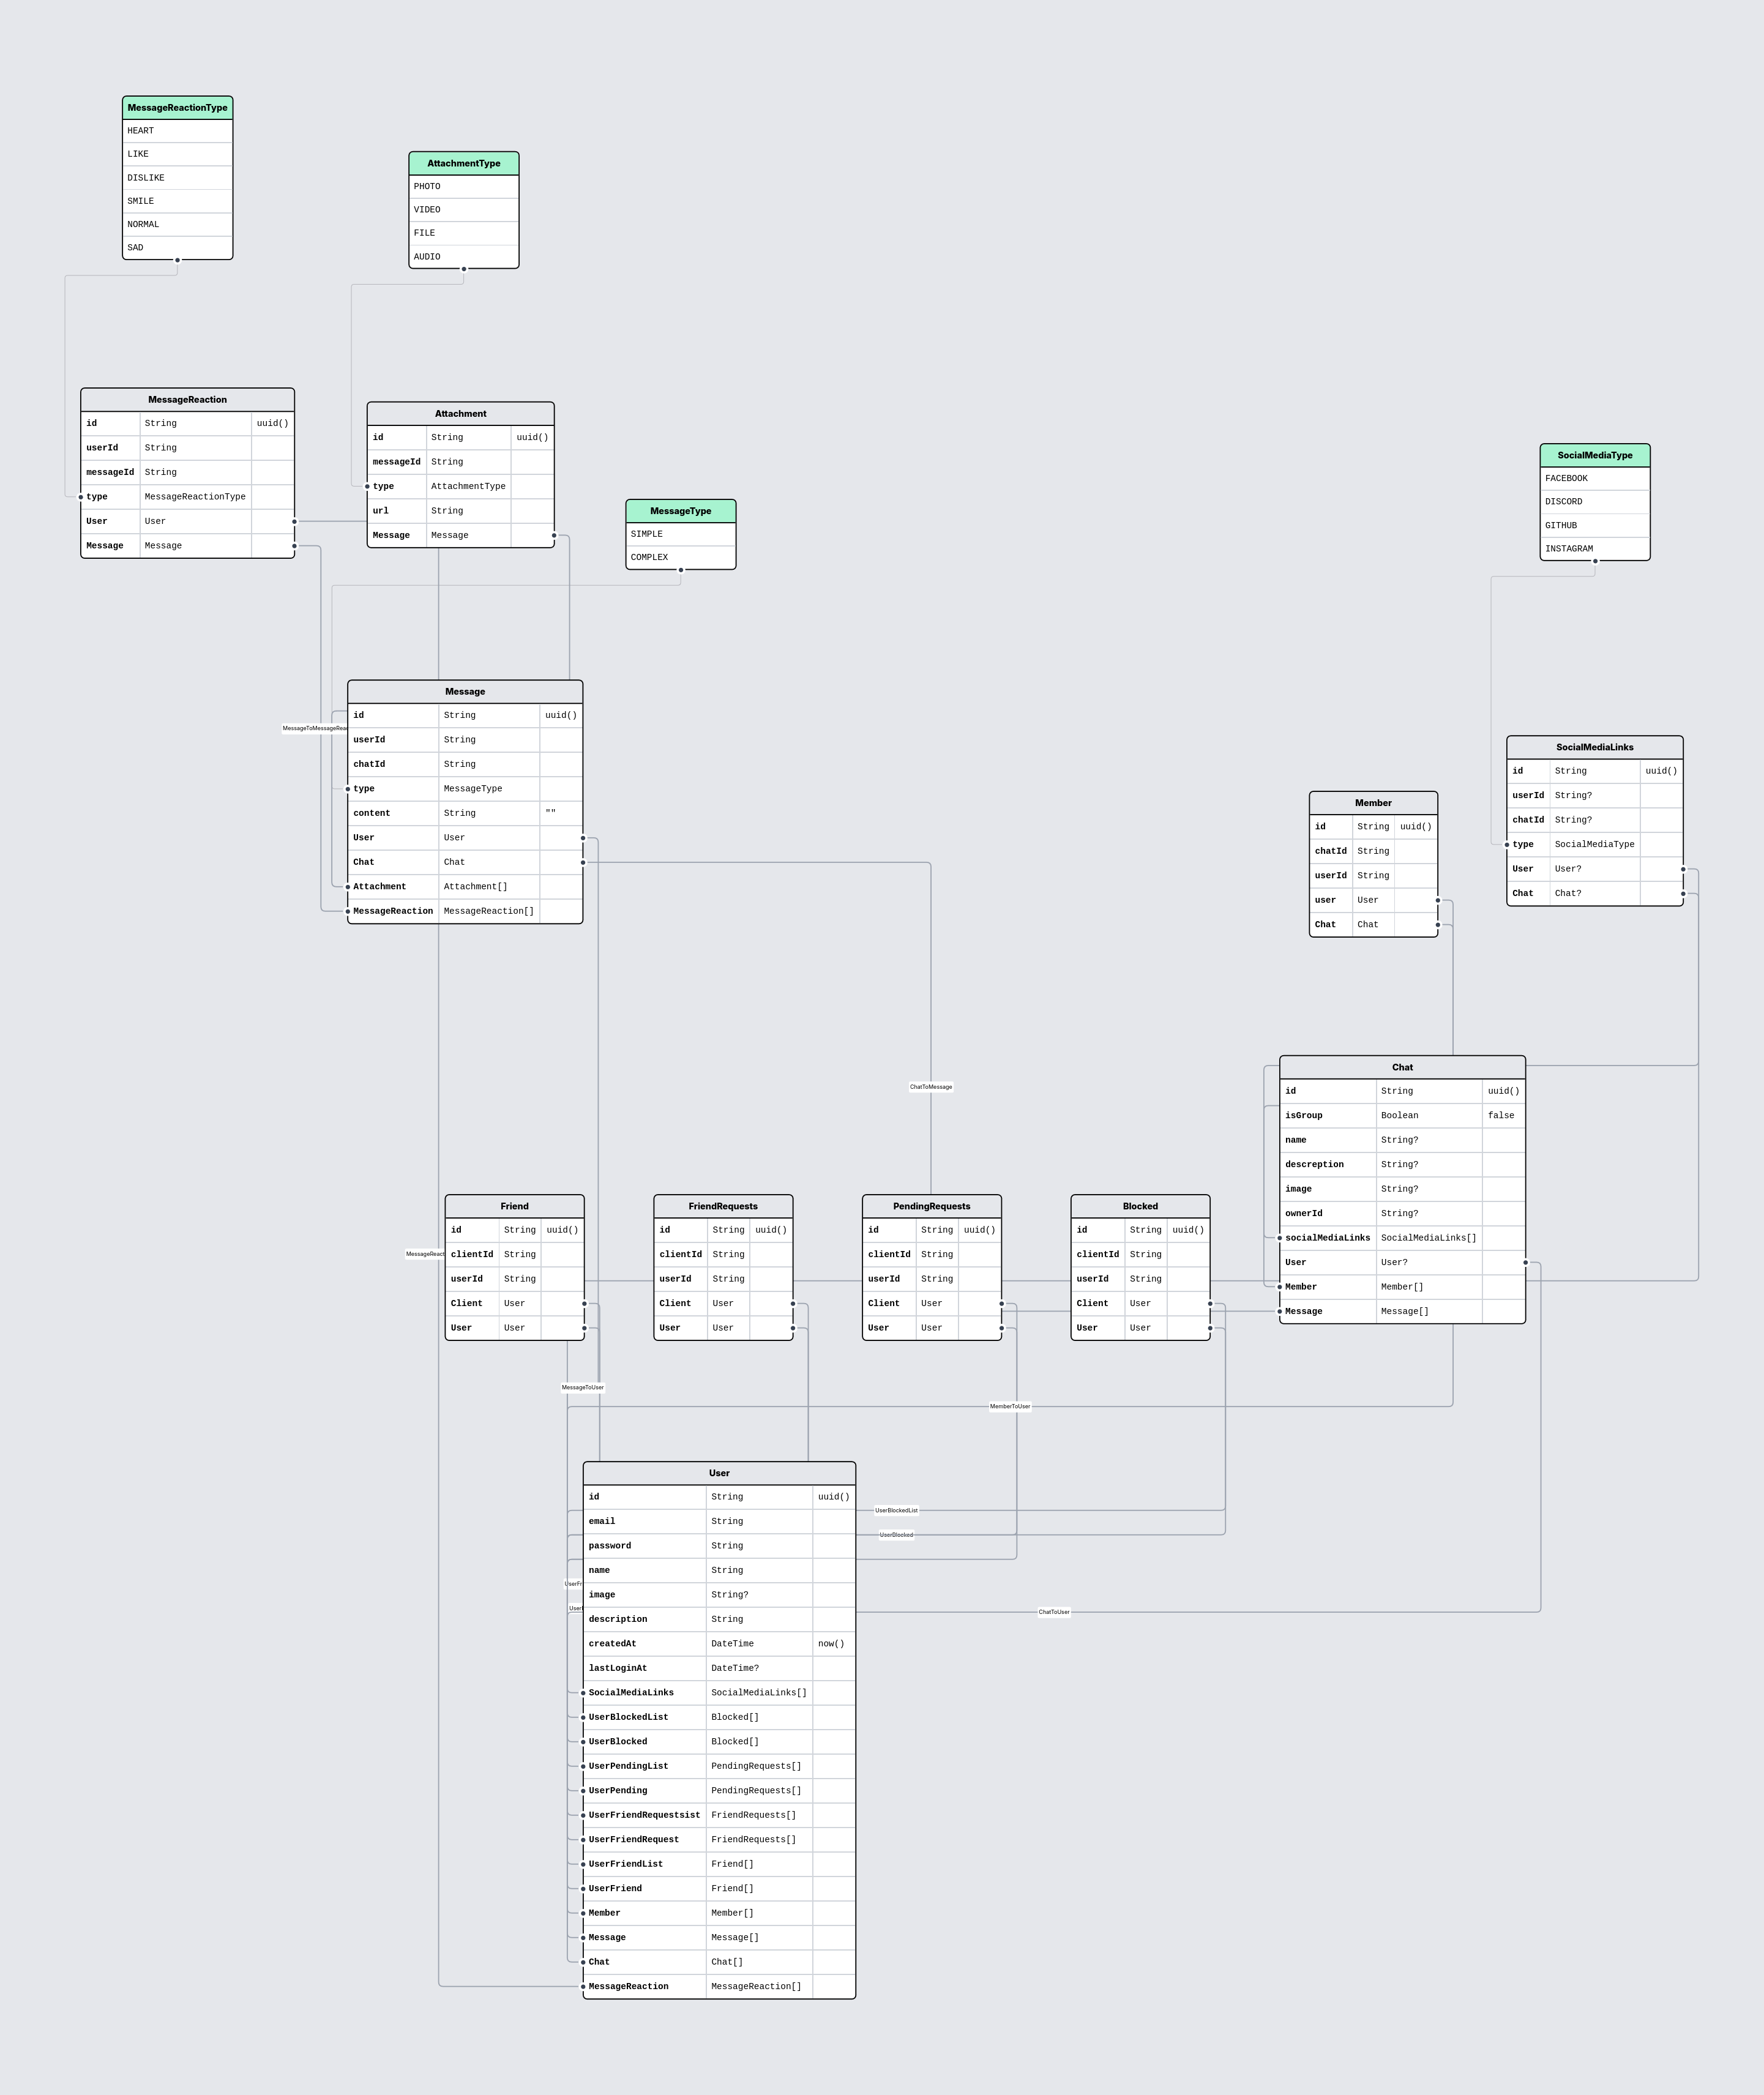 MessageReactionType
HEART
LIKE
DISLIKE
SMILE
NORMAL
SAD
AttachmentType
PHOTO
VIDEO
FILE
AUDIO
MessageReaction
id String uuid()
userId String
messageId String
type MessageReactionType
User User
Message Message
Attachment
id String uuid()
messageId String
type AttachmentType
url String
Message Message
MessageType
SIMPLE
COMPLEX
SocialMediaType
FACEBOOK
DISCORD
GITHUB
INSTAGRAM
Message
id String uuid()
userId String
chatId String
type MessageType
content String ""
User User
Chat Chat
Attachment Attachment[]
MessageReaction MessageReaction[]
MessageToMessageReac
SocialMediaLinks
id String uuid()
userId String?
chatId String?
type SocialMediaType
User User?
Chat Chat?
Member
id String uuid()
chatId String
userId String
user User
Chat Chat
ChatToMessage
Chat
id String uuid()
isGroup Boolean false
name String?
descreption String?
image String?
ownerId String?
socialMediaLinks SocialMediaLinks[]
User User?
Member Member[]
Message Message[]
Friend
id String uuid()
clientId String
userId String
Client User
User User
MessageReact
FriendRequests
id String uuid()
clientId String
userId String
Client User
User User
PendingRequests
id String uuid()
clientId String
userId String
Client User
User User
Blocked
id String uuid()
clientId String
userId String
Client User
User User
MessageToUser
MemberToUser
User
id String uuid()
email String
password String
name String
image String?
description String
createdAt DateTime now()
lastLoginAt DateTime?
SocialMediaLinks SocialMediaLinks[]
UserBlockedList Blocked[]
UserBlocked Blocked[]
UserPendingList PendingRequests[]
UserPending PendingRequests[]
UserFriendRequestsist FriendRequests[]
UserFriendRequest FriendRequests[]
UserFriendList Friend[]
UserFriend Friend[]
Member Member[]
Message Message[]
Chat Chat[]
MessageReaction MessageReaction[]
UserBlockedList
UserBlocked
ChatToUser